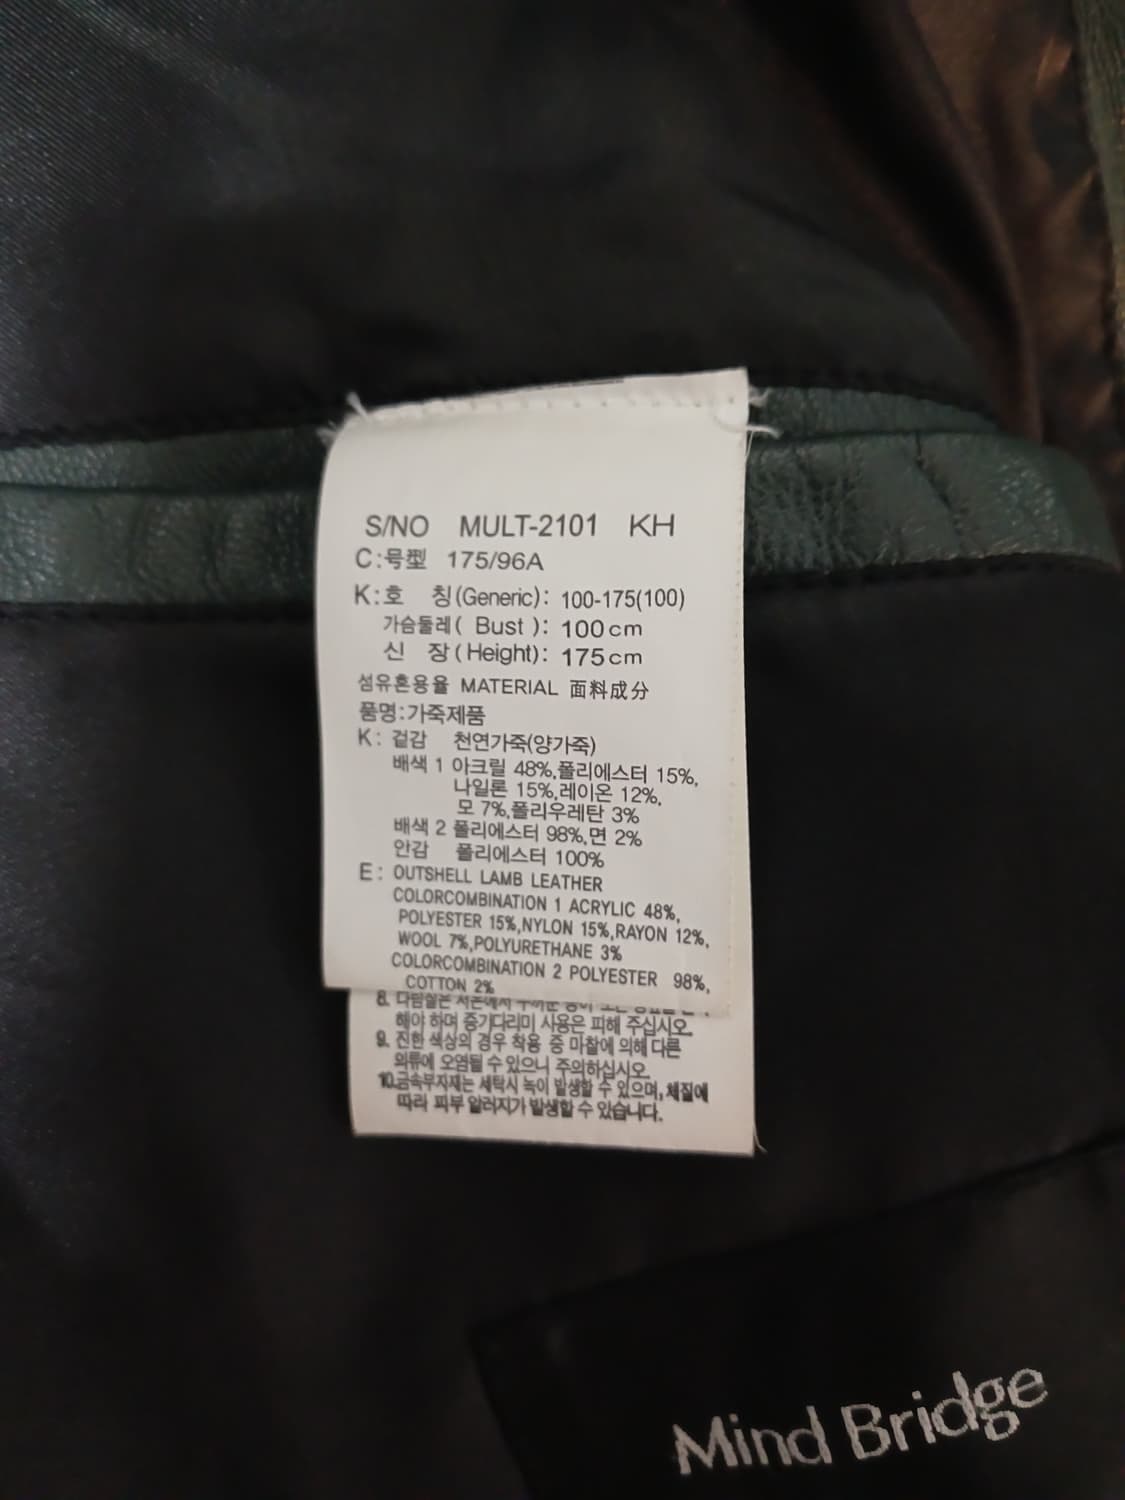 S/NO MULT-2101 KH
C:号型 175/96A
K:호 칭(Generic): 100-175(100)
가슴둘레( Bust ): 100cm
신 장(Height): 175cm
섬유혼용율 MATERIAL 面料成分
품명:가죽제품
K: 겉감 천연가죽(양가죽)
배색 1 아크릴 48%,폴리에스터 15%,
나일론 15%,레이온 12%,
모 7%,폴리우레탄 3%
배색 2 폴리에스터 98%,면 2%
안감 폴리에스터 100%
E: OUTSHELL LAMB LEATHER
COLORCOMBINATION 1 ACRYLIC 48%,
POLYESTER 15%,NYLON 15%,RAYON 12%,
WOOL 7%,POLYURETHANE 3%
COLORCOMBINATION 2 POLYESTER 98%,
COTTON 2%
8. 다림질은 저온에서
해야 하며 증기다리미 사용은 피해 주십시오.
9. 진한 색상의 경우 착용 중 마찰에 의해 다른
의류에 오염될 수 있으니 주의하십시오.
10.금속부자재는 세탁시 녹이 발생할 수 있으며, 체질에
따라 피부 알러지가 발생할 수 있습니다.
Mind Bridge